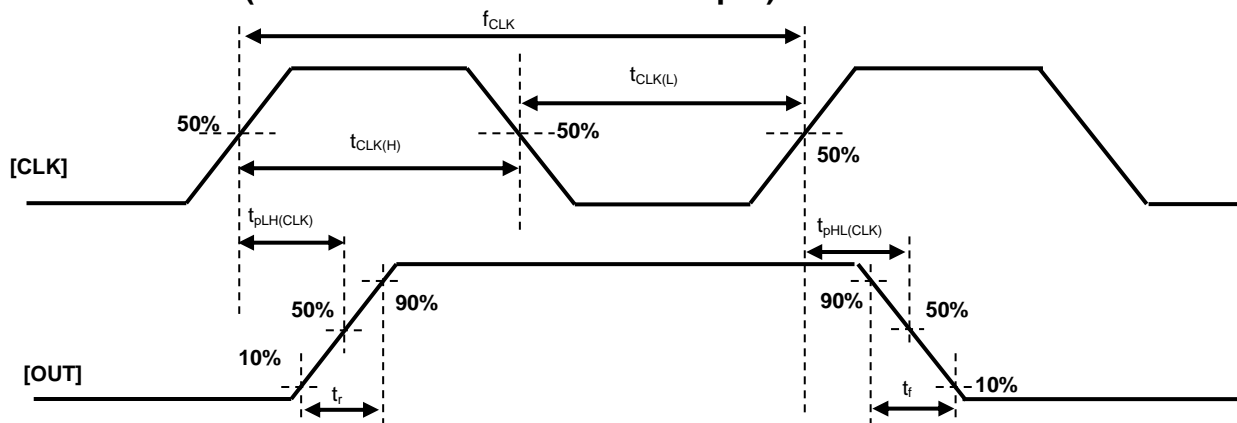 fCLK
tCLK(L)
50%
50%
tCLK(H)
50%
[CLK]
tpLH(CLK)
tpHL(CLK)
50%
90%
90%
50%
10%
[OUT]
tr
tf
10%